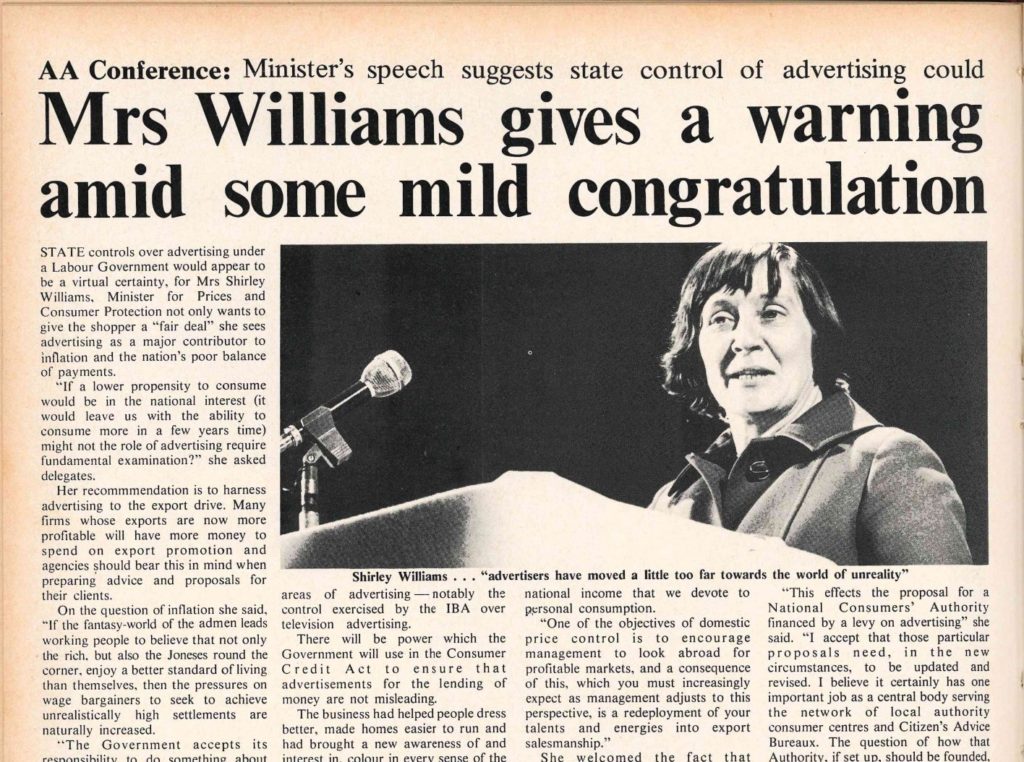 AA Conference: Minister's speech suggests state control of advertising could
Mrs Williams gives a warning
amid some mild congratulation
STATE controls over advertising under
a Labour Government would appear to
be a virtual certainty, for Mrs Shirley
Williams, Minister for Prices and
Consumer Protection not only wants to
give the shopper a "fair deal" she sees
advertising as a major contributor to
inflation and the nation's poor balance
of payments.
"If a lower propensity to consume
would be in the national interest (it
would leave us with the ability to
consume more in a few years time)
might not the role of advertising require
fundamental examination?" she asked
delegates.
Her recommmendation is to harness
advertising to the export drive. Many
firms whose exports are now more
profitable will have more money to
spend on export promotion and
agencies should bear this in mind when
preparing advice and proposals for
their clients.
On the question of inflation she said,
"If the fantasy-world of the admen leads
working people to believe that not only
the rich, but also the Joneses round the
corner, enjoy a better standard of living
than themselves, then the pressures on
wage bargainers to seek to achieve
unrealistically high settlements are
naturally increased.
"The Government accepts its
responsibility to do something about
Shirley Williams . . . "advertisers have moved a little too far towards the world of unreality"
areas of advertising — notably the
control exercised by the IBA over
television advertising.
There will be power which the
Government will use in the Consumer
Credit Act to ensure that
advertisements for the lending of
money are not misleading.
The business had helped people dress
better, made homes easier to run and
had brought a new awareness of and
interest in, colour in every sense of the
national income that we devote to
personal consumption.
"One of the objectives of domestic
price control is to encourage
management to look abroad for
profitable markets, and a consequence
of this, which you must increasingly
expect as management adjusts to this
perspective, is a redeployment of your
talents and energies into export
salesmanship."
She welcomed the fact that
"This effects the proposal for a
National Consumers' Authority
financed by a levy on advertising" she
said. "I accept that those particular
proposals need, in the new
circumstances, to be updated and
revised. I believe it certainly has one
important job as a central body serving
the network of local authority
consumer centres and Citizen's Advice
Bureaux. The question of how that
Authority, if set up, should be founded,